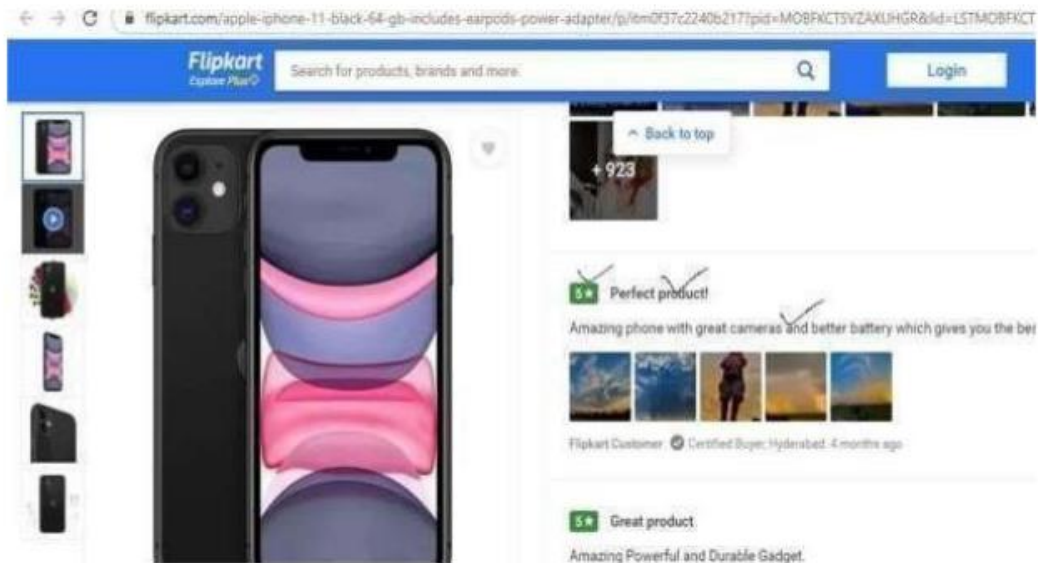 flipkart.com/apple-iphone-11-black-64-gb-includes-earpods-power-adapter/p/itm0f37c2240b217?pid=MOBFKCTSVZAXUHGR&lid=LSTMOBFKCT
Flipkart
Explore Plus
Search for products, brands and more
Login
Back to top
+ 923
5★ Perfect product!
Amazing phone with great cameras and better battery which gives you the bes
Flipkart Customer Certified Buyer, Hyderabad 4 months ago
5★ Great product
Amazing Powerful and Durable Gadget.